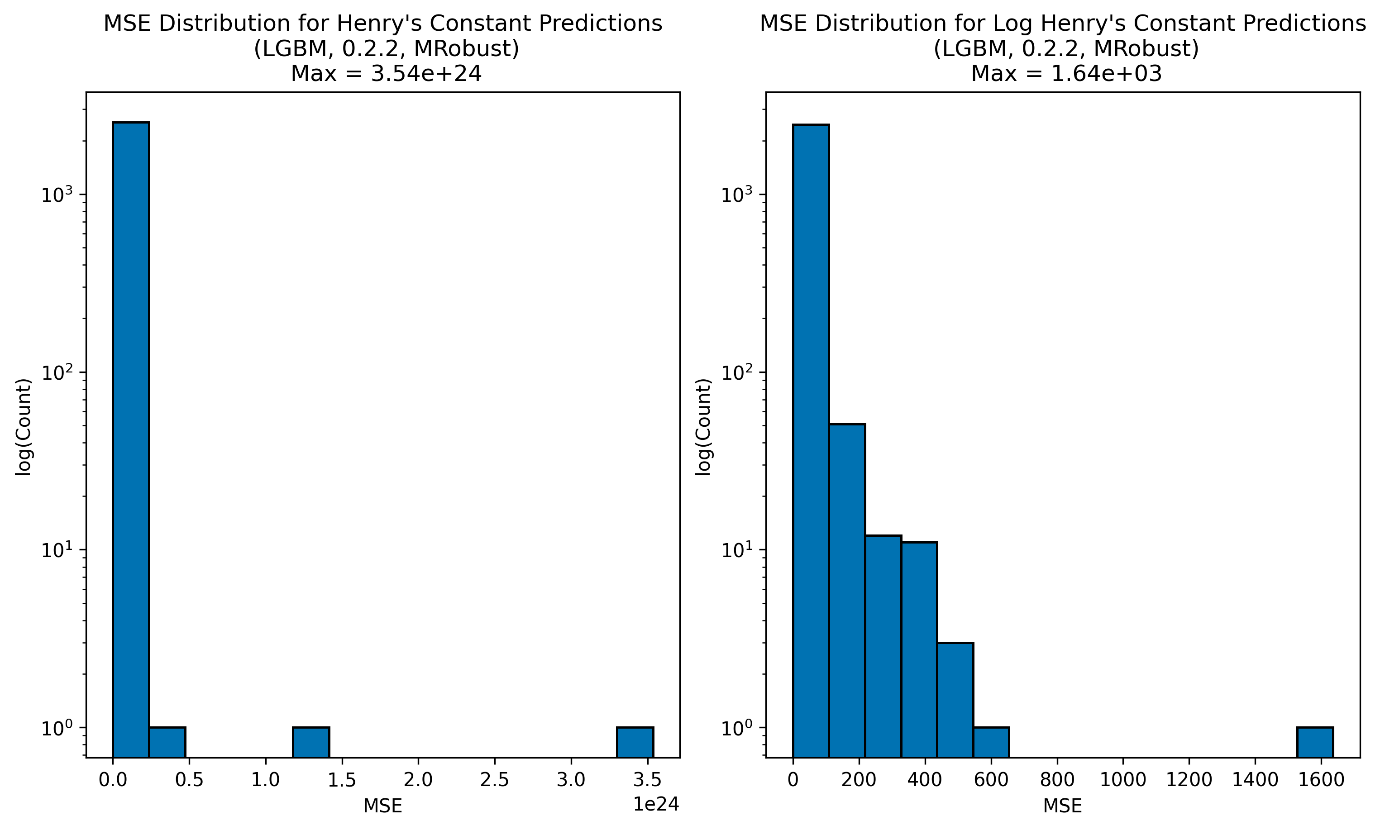 MSE Distribution for Henry's Constant Predictions
(LGBM, 0.2.2, MRobust)
Max = 3.54e+24
log(Count)
10³
10²
10¹
10⁰
0.0 0.5 1.0 1.5 2.0 2.5 3.0 3.5
MSE
1e24
MSE Distribution for Log Henry's Constant Predictions
(LGBM, 0.2.2, MRobust)
Max = 1.64e+03
log(Count)
10³
10²
10¹
10⁰
0 200 400 600 800 1000 1200 1400 1600
MSE